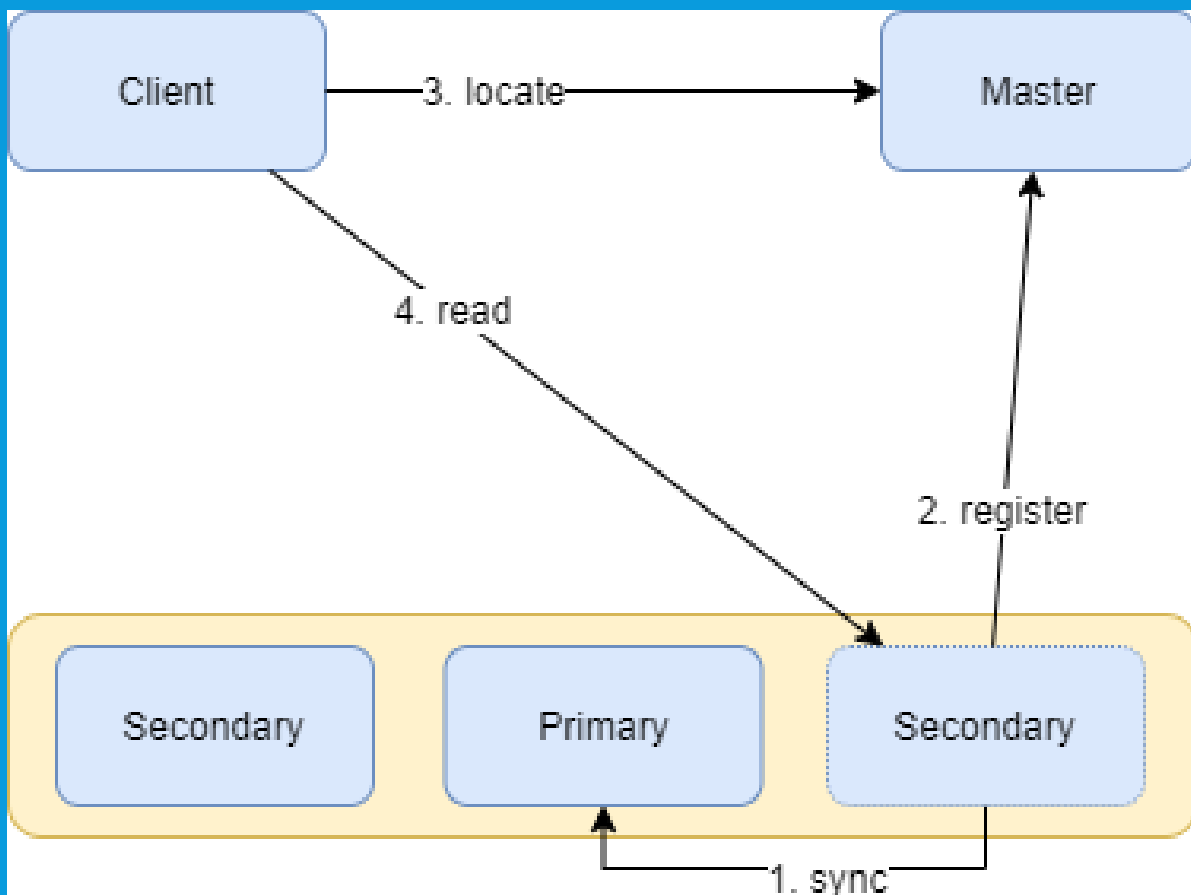 Client
3. locate
Master
4. read
2. register
Secondary
Primary
Secondary
1. sync